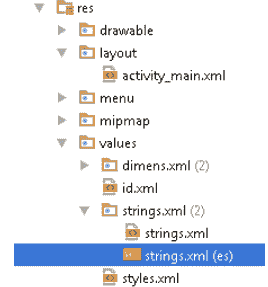 res
drawable
layout
activity_main.xml
menu
mipmap
values
dimens.xml (2)
id.xml
strings.xml (2)
strings.xml
strings.xml (es)
styles.xml